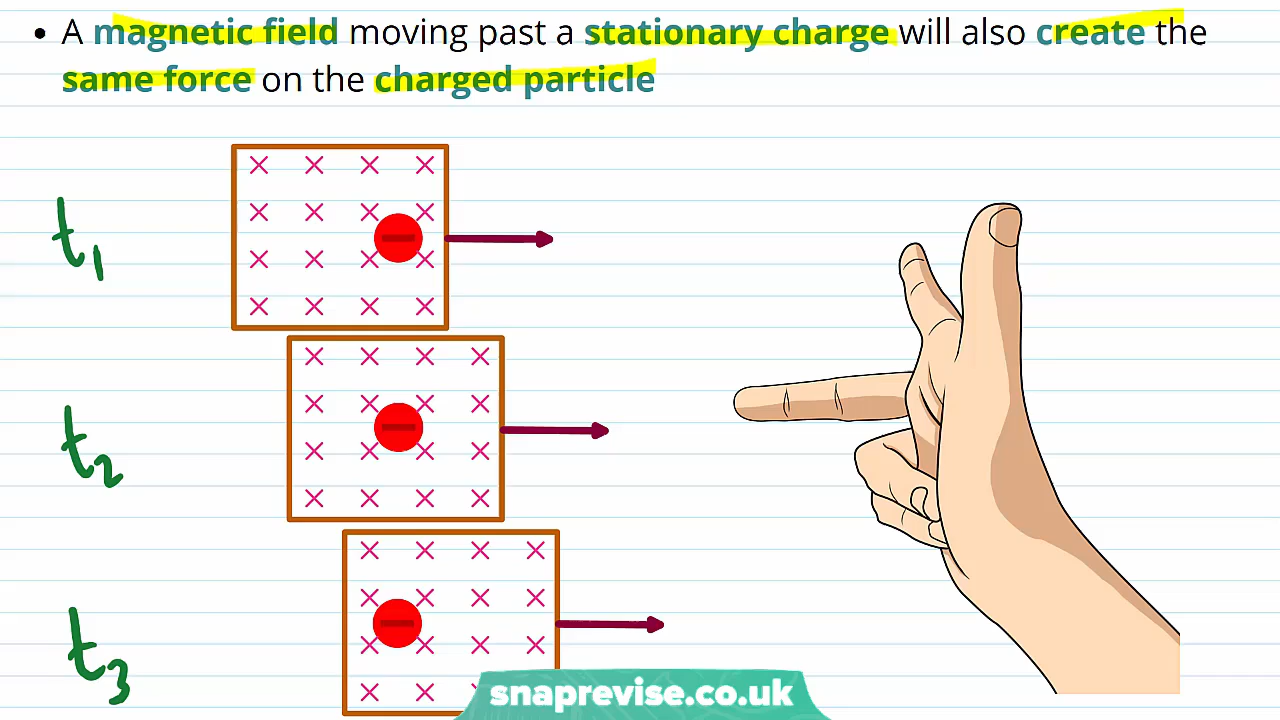 • A magnetic field moving past a stationary charge will also create the
same force on the charged particle
t1
t2
t3
snaprevise.co.uk